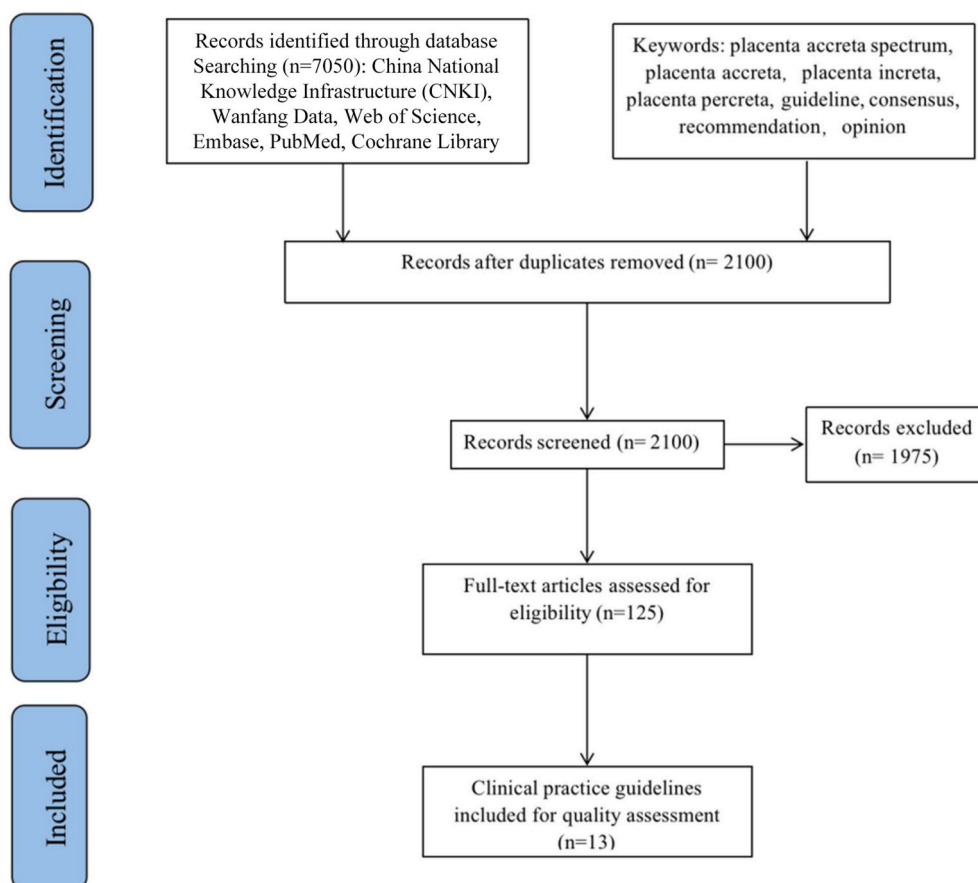 Identification
Records identified through database
Searching (n=7050): China National
Knowledge Infrastructure (CNKI),
Wanfang Data, Web of Science,
Embase, PubMed, Cochrane Library
Keywords: placenta accreta spectrum,
placenta accreta, placenta increta,
placenta percreta, guideline, consensus,
recommendation, opinion
Records after duplicates removed (n= 2100)
Screening
Records screened (n= 2100)
Records excluded
(n= 1975)
Eligibility
Full-text articles assessed for
eligibility (n=125)
Included
Clinical practice guidelines
included for quality assessment
(n=13)